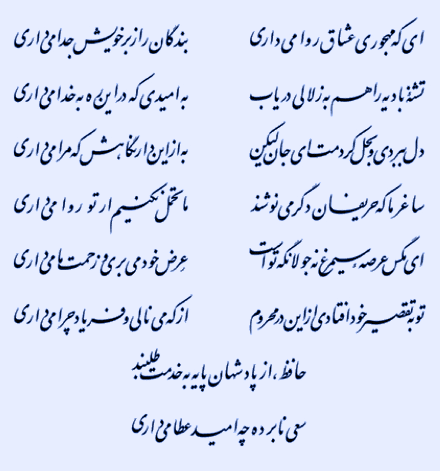 ای که مهجوری عشاق روا می داری بندگان را ز بر خویش جدا می داری
تشنه بادیه را هم به زلالی دریاب به امیدی که در این ره به خدا می داری
دل ببردی و بحل کردمت ای جان لیکن به از این دار نگاهش که مرا می داری
ساغر ما که حریفان دگر می نوشند ما تحمل نکنیم ار تو روا می داری
ای مگس عرصه سیمرغ نه جولانگه توست عرض خود می بری و زحمت ما می داری
تو به تقصیر خود افتادی از این در محروم از که می نالی و فریاد چرا می داری
حافظ، از پادشهان پایه به خدمت طلبند
سعی نابرده چه امید عطا می داری